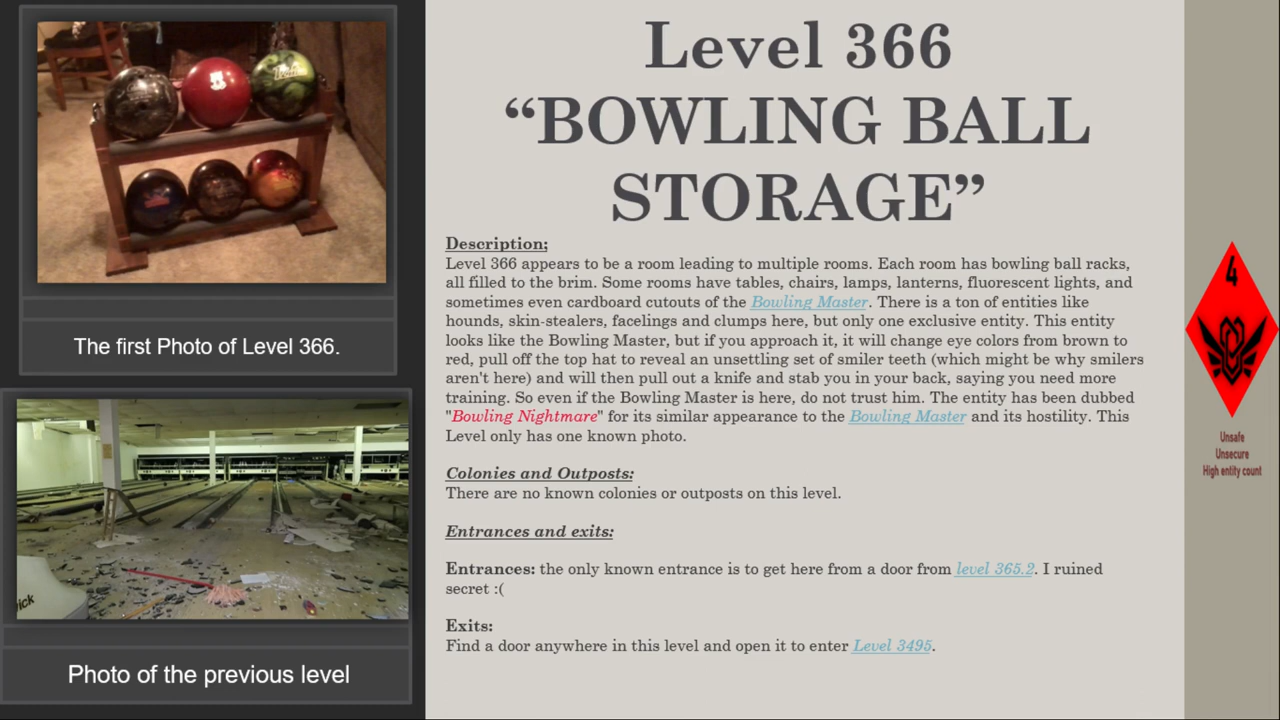 Level 366
“BOWLING BALL
STORAGE”
Description;
Level 366 appears to be a room leading to multiple rooms. Each room has bowling ball racks,
all filled to the brim. Some rooms have tables, chairs, lamps, lanterns, fluorescent lights, and
sometimes even cardboard cutouts of the Bowling Master. There is a ton of entities like
hounds, skin-stealers, facelings and clumps here, but only one exclusive entity. This entity
looks like the Bowling Master, but if you approach it, it will change eye colors from brown to
red, pull off the top hat to reveal an unsettling set of smiler teeth (which might be why smilers
aren't here) and will then pull out a knife and stab you in your back, saying you need more
training. So even if the Bowling Master is here, do not trust him. The entity has been dubbed
"Bowling Nightmare" for its similar appearance to the Bowling Master and its hostility. This
Level only has one known photo.
Colonies and Outposts:
There are no known colonies or outposts on this level.
Entrances and exits:
Entrances: the only known entrance is to get here from a door from level 365.2. I ruined
secret :(
Exits:
Find a door anywhere in this level and open it to enter Level 3495.
The first Photo of Level 366.
Photo of the previous level
4
Unsafe
Unsecure
High entity count